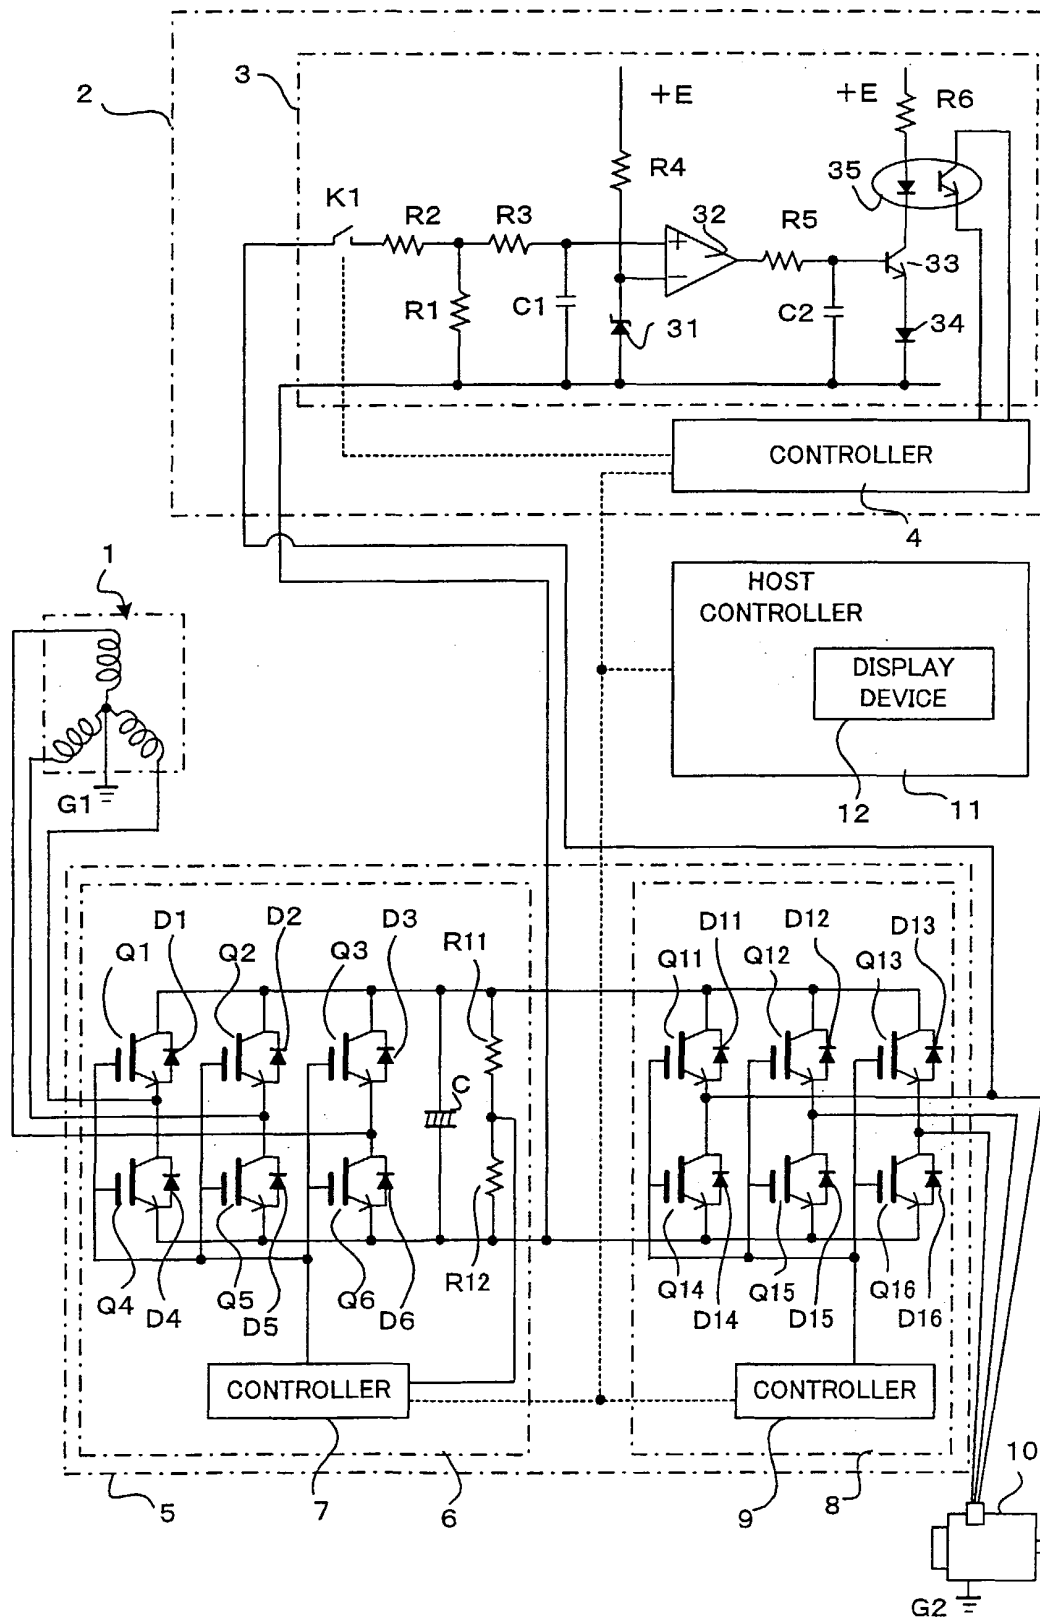 2
3
+E
+E
R6
R4
35
K1
R2
R3
32
R5
33
R1
C1
31
C2
34
CONTROLLER
4
1
HOST
CONTROLLER
DISPLAY
DEVICE
G1
12
11
D1
D2
D3
R11
D11
D12
D13
Q1
Q2
Q3
Q11
Q12
Q13
C
Q4
D4
Q5
D5
Q6
D6
R12
Q14
D14
Q15
D15
Q16
D16
CONTROLLER
CONTROLLER
5
7
6
9
8
10
G2